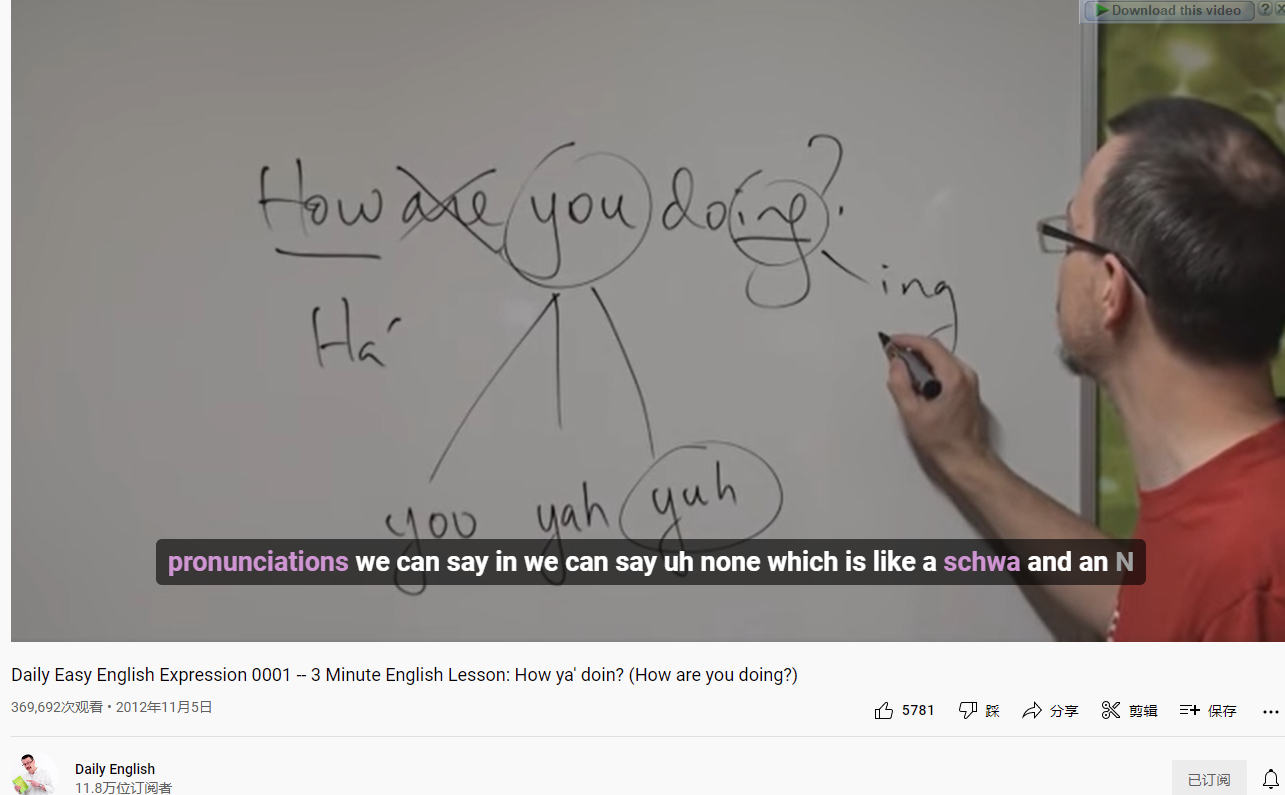 Download this video ? x
How are you doing?
ing
Ha'
yoo yah yuh
pronunciations we can say in we can say uh none which is like a schwa and an N
Daily Easy English Expression 0001 -- 3 Minute English Lesson: How ya' doin? (How are you doing?)
369,692次观看 • 2012年11月5日
5781 踩 分享 剪辑 保存 ...
Daily English
11.8万位订阅者
已订阅